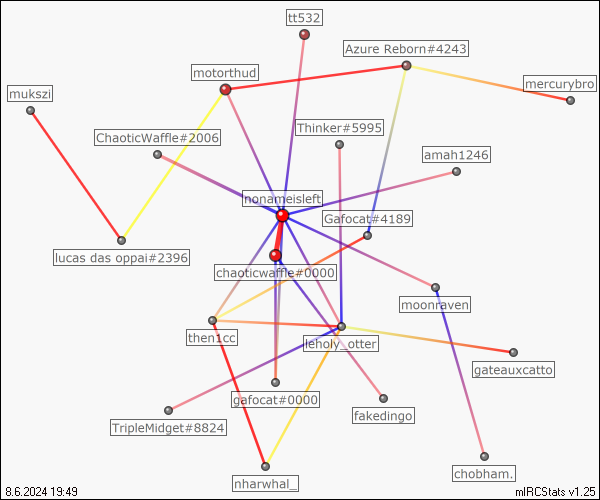 tt532
Azure Reborn#4243
motorthud
mercurybro
mukszi
Thinker#5995
ChaoticWaffle#2006
amah1246
nonameisleft
Gafocat#4189
lucas das oppai#2396
chaoticwaffle#0000
moonraven
then1cc
leholy_otter
gateauxcatto
gafocat#0000
fakedingo
TripleMidget#8824
chobham.
nharwhal_
8.6.2024 19:49
mIRCStats v1.25